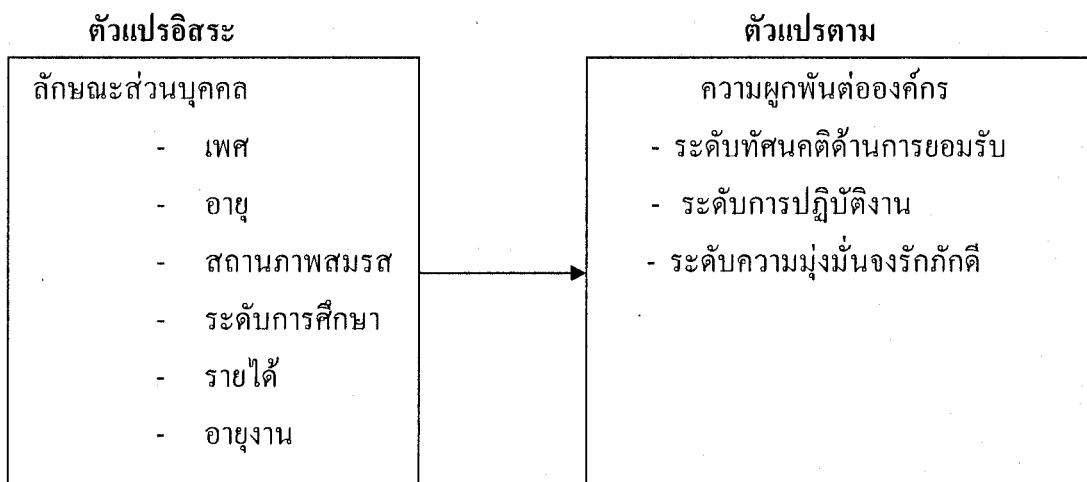 ตัวแปรอิสระ
ลักษณะส่วนบุคคล
- เพศ
- อายุ
- สถานภาพสมรส
- ระดับการศึกษา
- รายได้
- อายุงาน
ตัวแปรตาม
ความผูกพันต่อองค์กร
- ระดับทัศนคติด้านการยอมรับ
- ระดับการปฏิบัติงาน
- ระดับความมุ่งมั่นจงรักภักดี